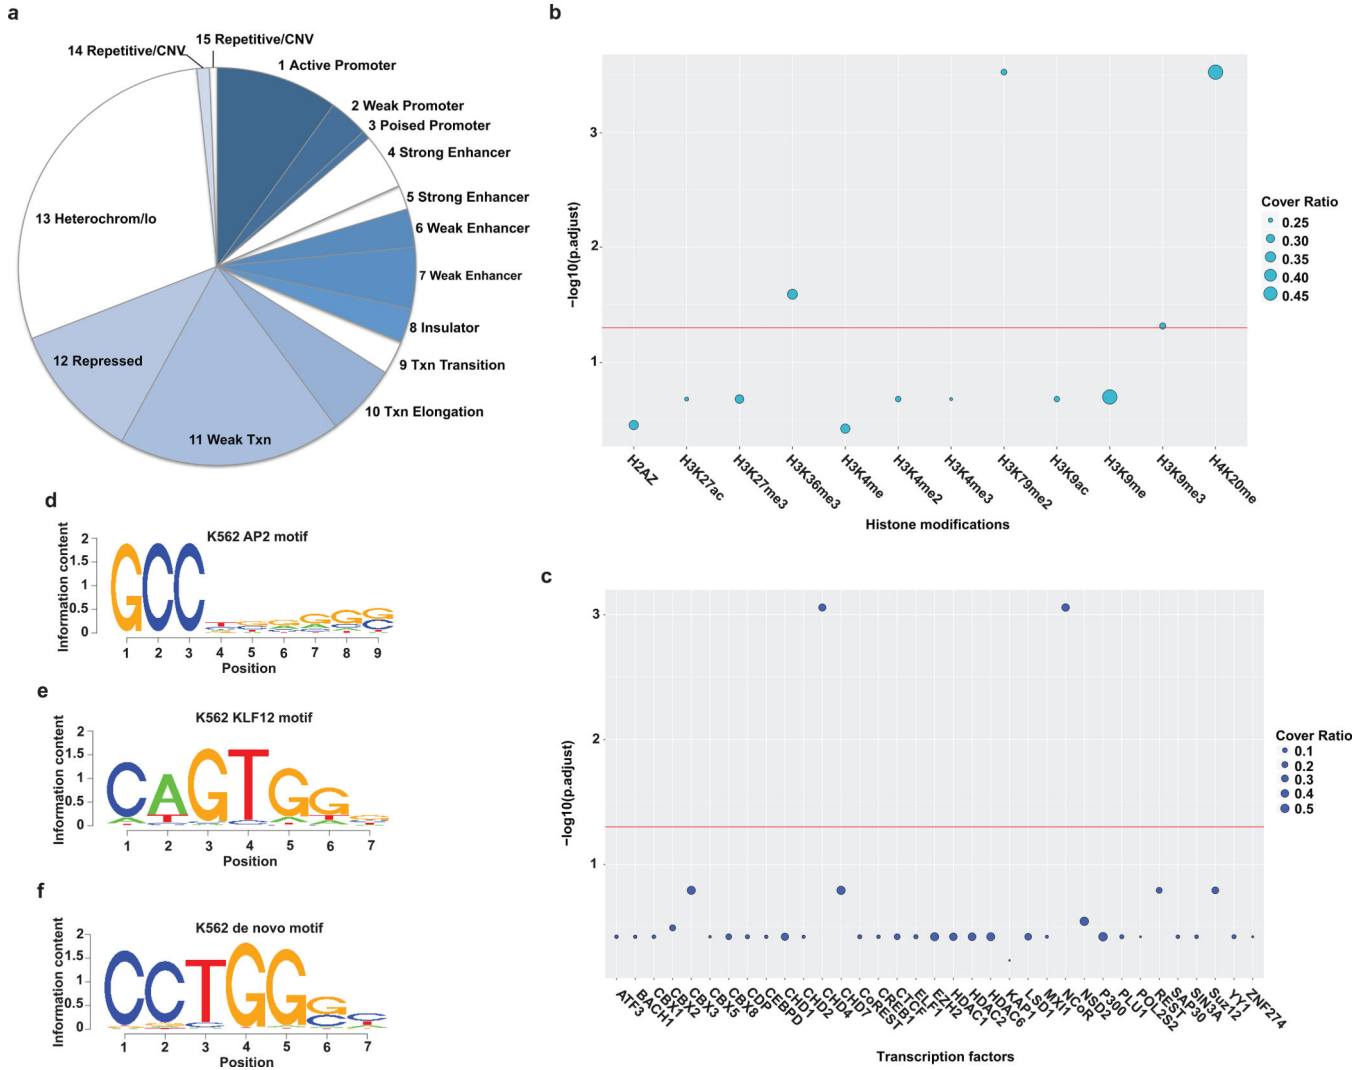 a
14 Repetitive/CNV
15 Repetitive/CNV
1 Active Promoter
2 Weak Promoter
3 Poised Promoter
4 Strong Enhancer
5 Strong Enhancer
6 Weak Enhancer
7 Weak Enhancer
8 Insulator
9 Txn Transition
10 Txn Elongation
11 Weak Txn
12 Repressed
13 Heterochrom/lo
b
−log10(p.adjust)
3
2
1
H2AZ
H3K27ac
H3K27me3
H3K36me3
H3K4me
H3K4me2
H3K4me3
H3K79me2
H3K9ac
H3K9me
H3K9me3
H4K20me
Histone modifications
Cover Ratio
0.25
0.30
0.35
0.40
0.45
c
−log10(p.adjust)
3
2
1
ATF3
BACH1
CBX1
CBX2
CBX3
CBX5
CBX8
CDP
CEBPD
CHD1
CHD2
CHD4
CHD7
CoREST
CREB1
CTCF
ELF1
EZH2
HDAC1
HDAC2
HDAC6
KAP1
LSD1
MXI1
NCoR
NSD2
P300
PLU1
POL2S2
REST
SAP30
SIN3A
Suz12
YY1
ZNF274
Transcription factors
Cover Ratio
0.1
0.2
0.3
0.4
0.5
d
K562 AP2 motif
Information content
2
1.5
1
0.5
0
GCC
1 2 3 4 5 6 7 8 9
Position
e
K562 KLF12 motif
Information content
2
1.5
1
0.5
0
CAGTGG
1 2 3 4 5 6 7
Position
f
K562 de novo motif
Information content
2
1.5
1
0.5
0
CCTGGG
1 2 3 4 5 6 7
Position